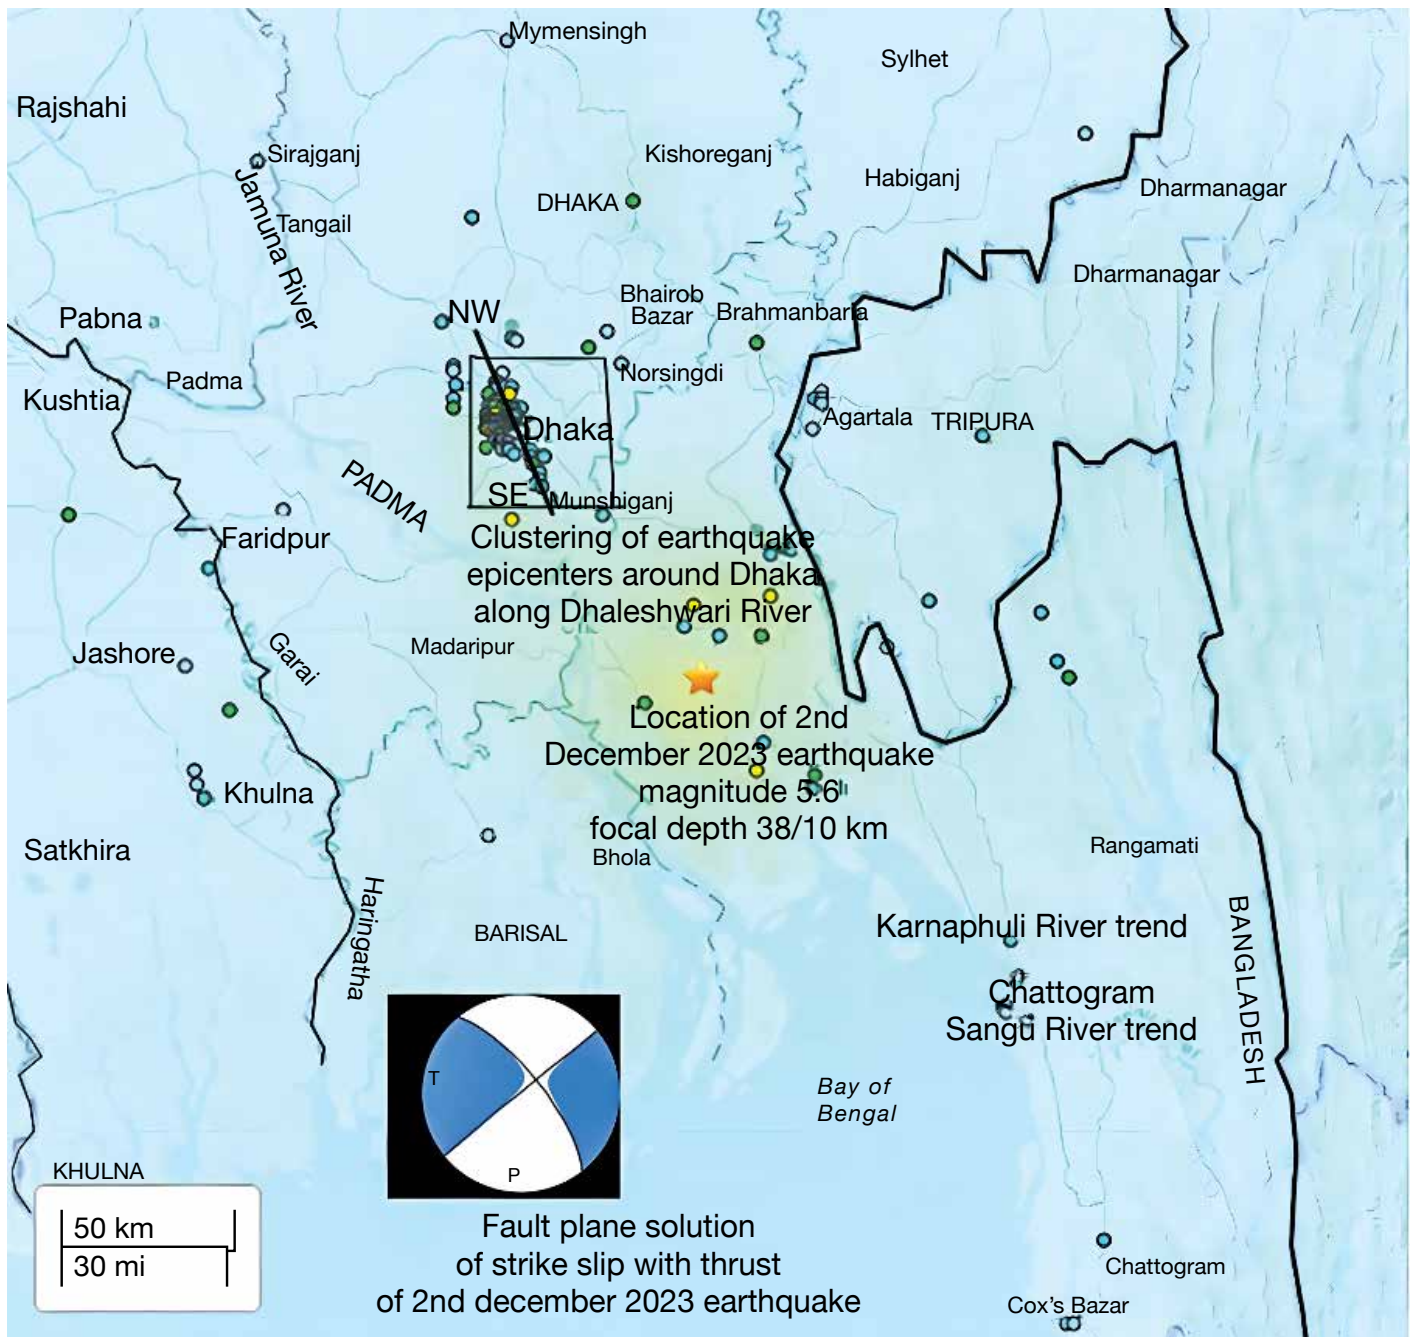 Mymensingh
Sylhet
Rajshahi
Sirajganj
Kishoreganj
Habiganj
Dharmanagar
Jamuna River
DHAKA
Tangail
Dharmanagar
Bhairob
Bazar
Brahmanbaria
NW
Pabna
Padma
Norsingdi
Kushtia
Agartala
TRIPURA
Dhaka
PADMA
SE
Munshiganj
Faridpur
Clustering of earthquake
epicenters around Dhaka
along Dhaleshwari River
Garai
Madaripur
Jashore
Location of 2nd
December 2023 earthquake
magnitude 5.6
focal depth 38/10 km
Khulna
Satkhira
Bhola
Rangamati
Haringatha
BARISAL
Karnaphuli River trend
BANGLADESH
Chattogram
Sangu River trend
T
P
Bay of
Bengal
KHULNA
50 km
30 mi
Fault plane solution
of strike slip with thrust
of 2nd december 2023 earthquake
Chattogram
Cox's Bazar